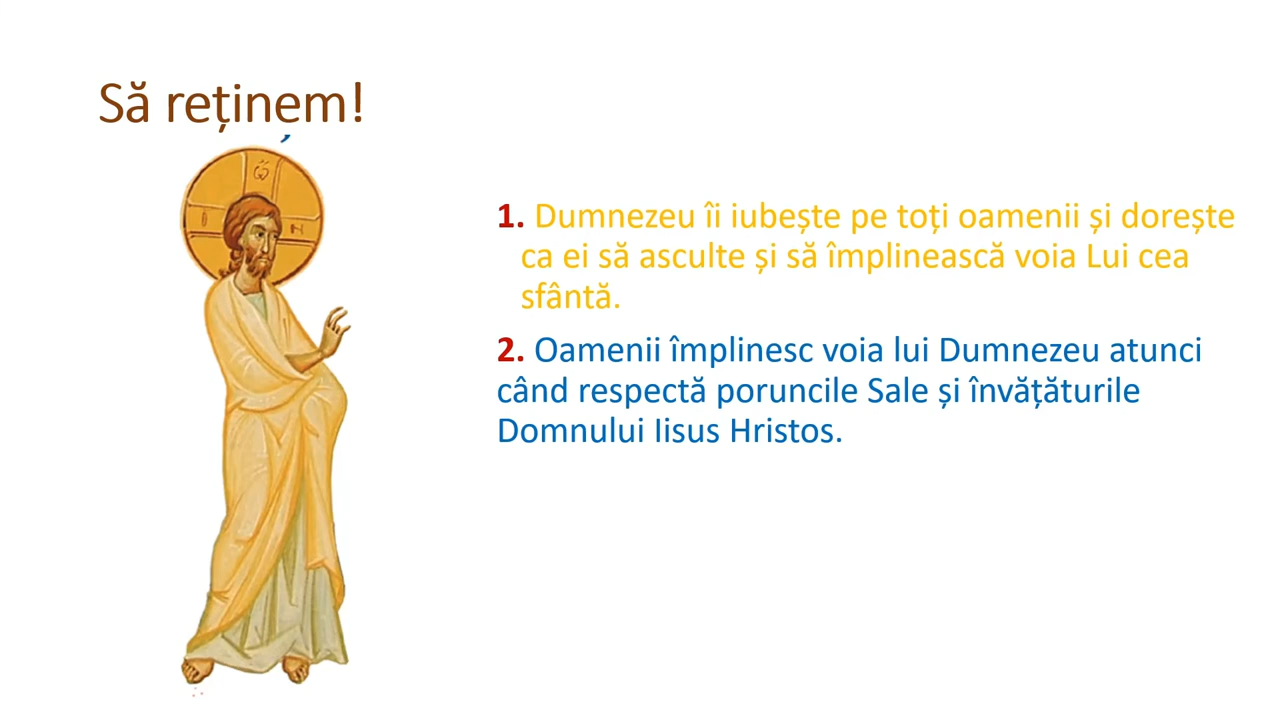 Să reținem!
1. Dumnezeu îi iubește pe toți oamenii și dorește
ca ei să asculte și să împlinească voia Lui cea
sfântă.
2. Oamenii împlinesc voia lui Dumnezeu atunci
când respectă poruncile Sale și învățăturile
Domnului Iisus Hristos.